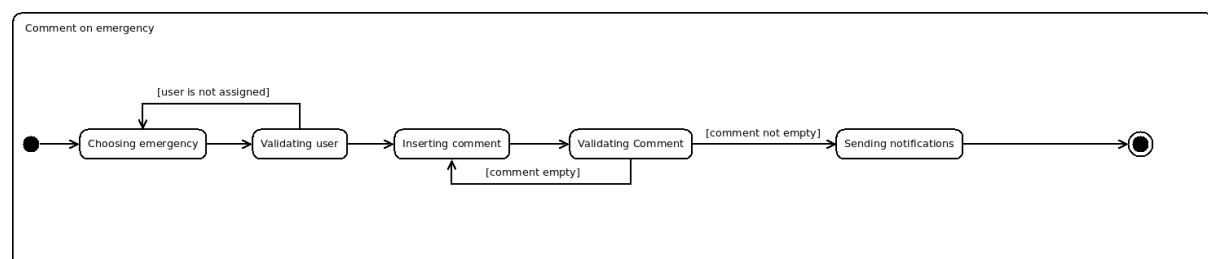 Comment on emergency
[user is not assigned]
[comment not empty]
Choosing emergency
Validating user
Inserting comment
Validating Comment
Sending notifications
[comment empty]